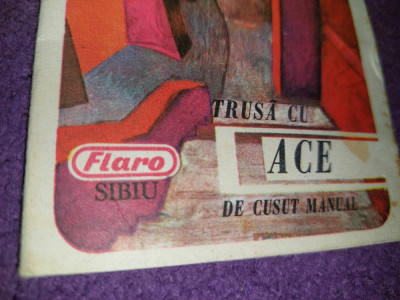 TRUSĂ CU
ACE
DE CUSUT MANUAL
Flaro
SIBIU